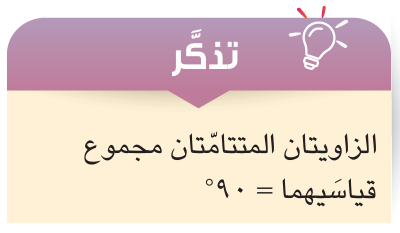 تذكَّر
الزاويتان المتتامّتان مجموع
قياسَيهما = ٩٠°